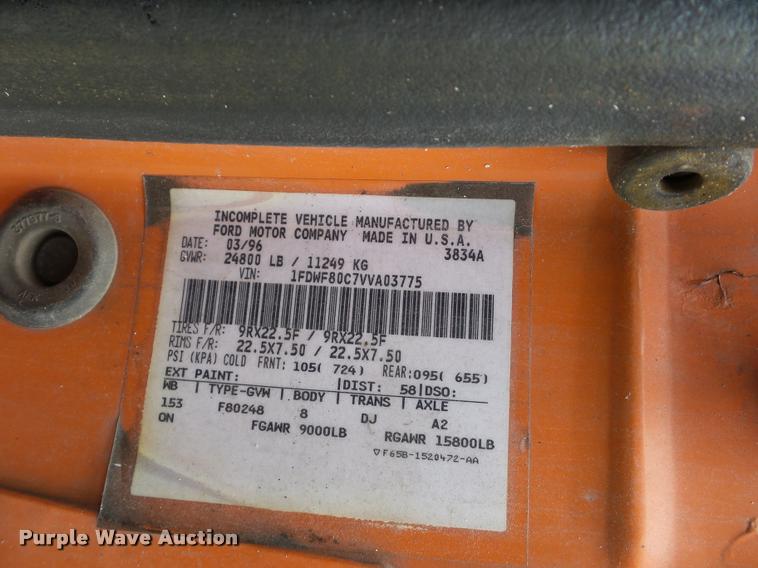 INCOMPLETE VEHICLE MANUFACTURED BY
FORD MOTOR COMPANY MADE IN U.S.A.
DATE: 03/96 3834A
GVWR: 24800 LB / 11249 KG
VIN: 1FDWF80C7VVA03775
TIRES F/R: 9RX22.5F / 9RX22.5F
RIMS F/R: 22.5X7.50 / 22.5X7.50
PSI (KPA) COLD FRNT: 105( 724) REAR:095( 655)
EXT PAINT: |DIST: 58|DSO:
WB | TYPE-GVW | BODY | TRANS | AXLE
153 F80248 8 DJ A2
ON FGAWR 9000LB RGAWR 15800LB
▽F65B-1520472-AA
Purple Wave Auction